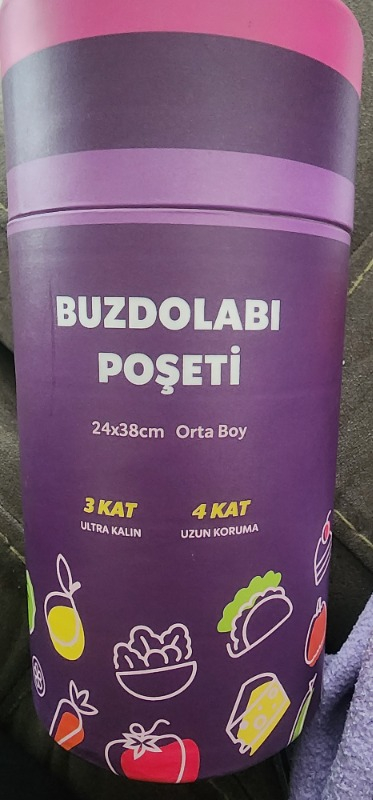 BUZDOLABI
POŞETİ
24x38cm Orta Boy
3 KAT 4 KAT
ULTRA KALIN UZUN KORUMA